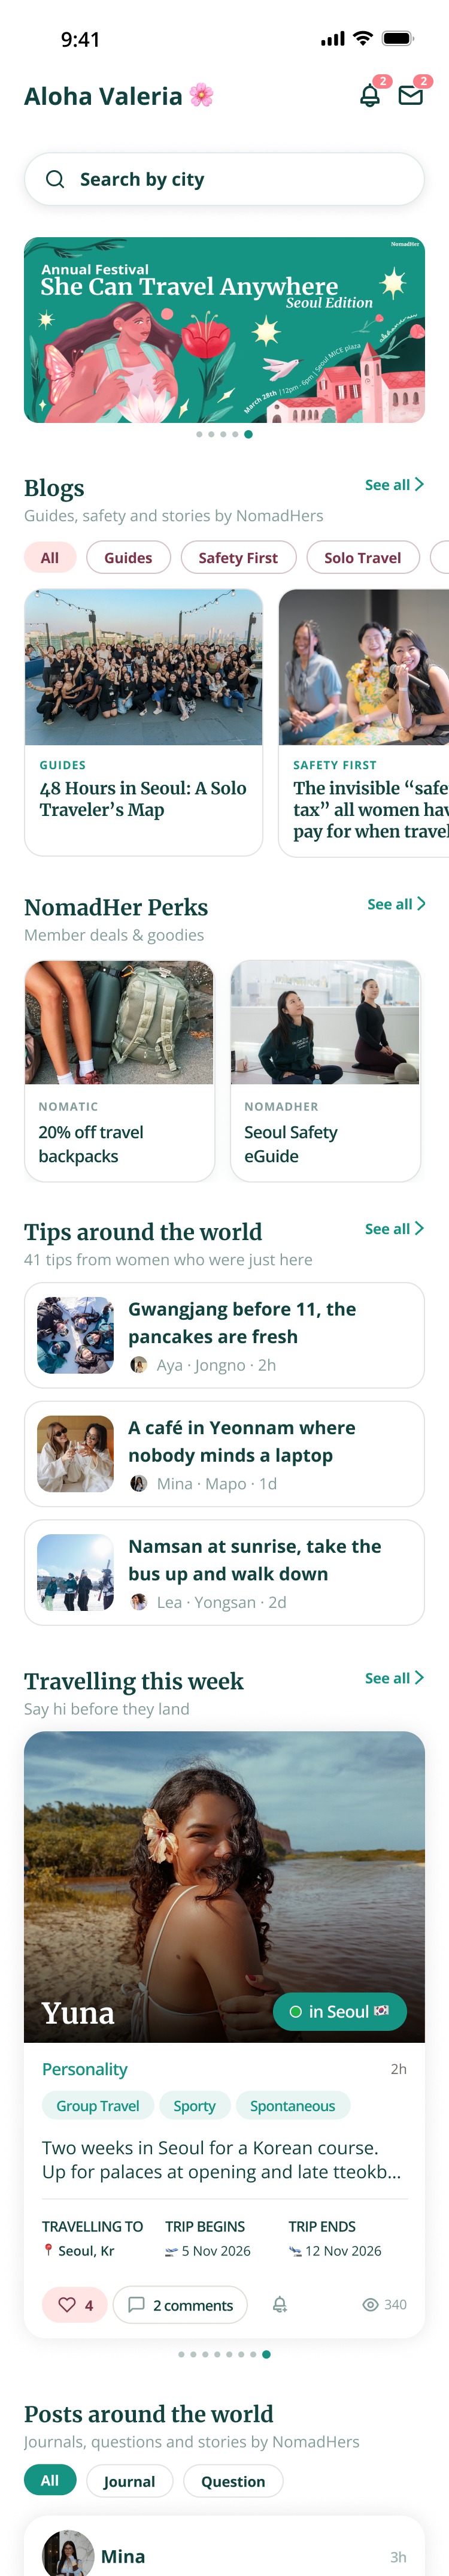 9:41
Aloha Valeria 🌸
2
2
Search by city
NomadHer
Annual Festival
She Can Travel Anywhere
Seoul Edition
March 28th | 12pm - 6pm | Seoul MICE plaza
Blogs
See all
Guides, safety and stories by NomadHers
All
Guides
Safety First
Solo Travel
GUIDES
48 Hours in Seoul: A Solo
Traveler’s Map
SAFETY FIRST
The invisible “safe
tax” all women hav
pay for when travel
NomadHer Perks
See all
Member deals & goodies
NOMATIC
20% off travel
backpacks
NOMADHER
Seoul Safety
eGuide
Tips around the world
See all
41 tips from women who were just here
Gwangjang before 11, the
pancakes are fresh
Aya · Jongno · 2h
A café in Yeonnam where
nobody minds a laptop
Mina · Mapo · 1d
Namsan at sunrise, take the
bus up and walk down
Lea · Yongsan · 2d
Travelling this week
See all
Say hi before they land
Yuna
in Seoul 🇰🇷
Personality
2h
Group Travel
Sporty
Spontaneous
Two weeks in Seoul for a Korean course.
Up for palaces at opening and late tteokb...
TRAVELLING TO
TRIP BEGINS
TRIP ENDS
📍 Seoul, Kr
🛫 5 Nov 2026
🛬 12 Nov 2026
4
2 comments
340
Posts around the world
Journals, questions and stories by NomadHers
All
Journal
Question
Mina
3h